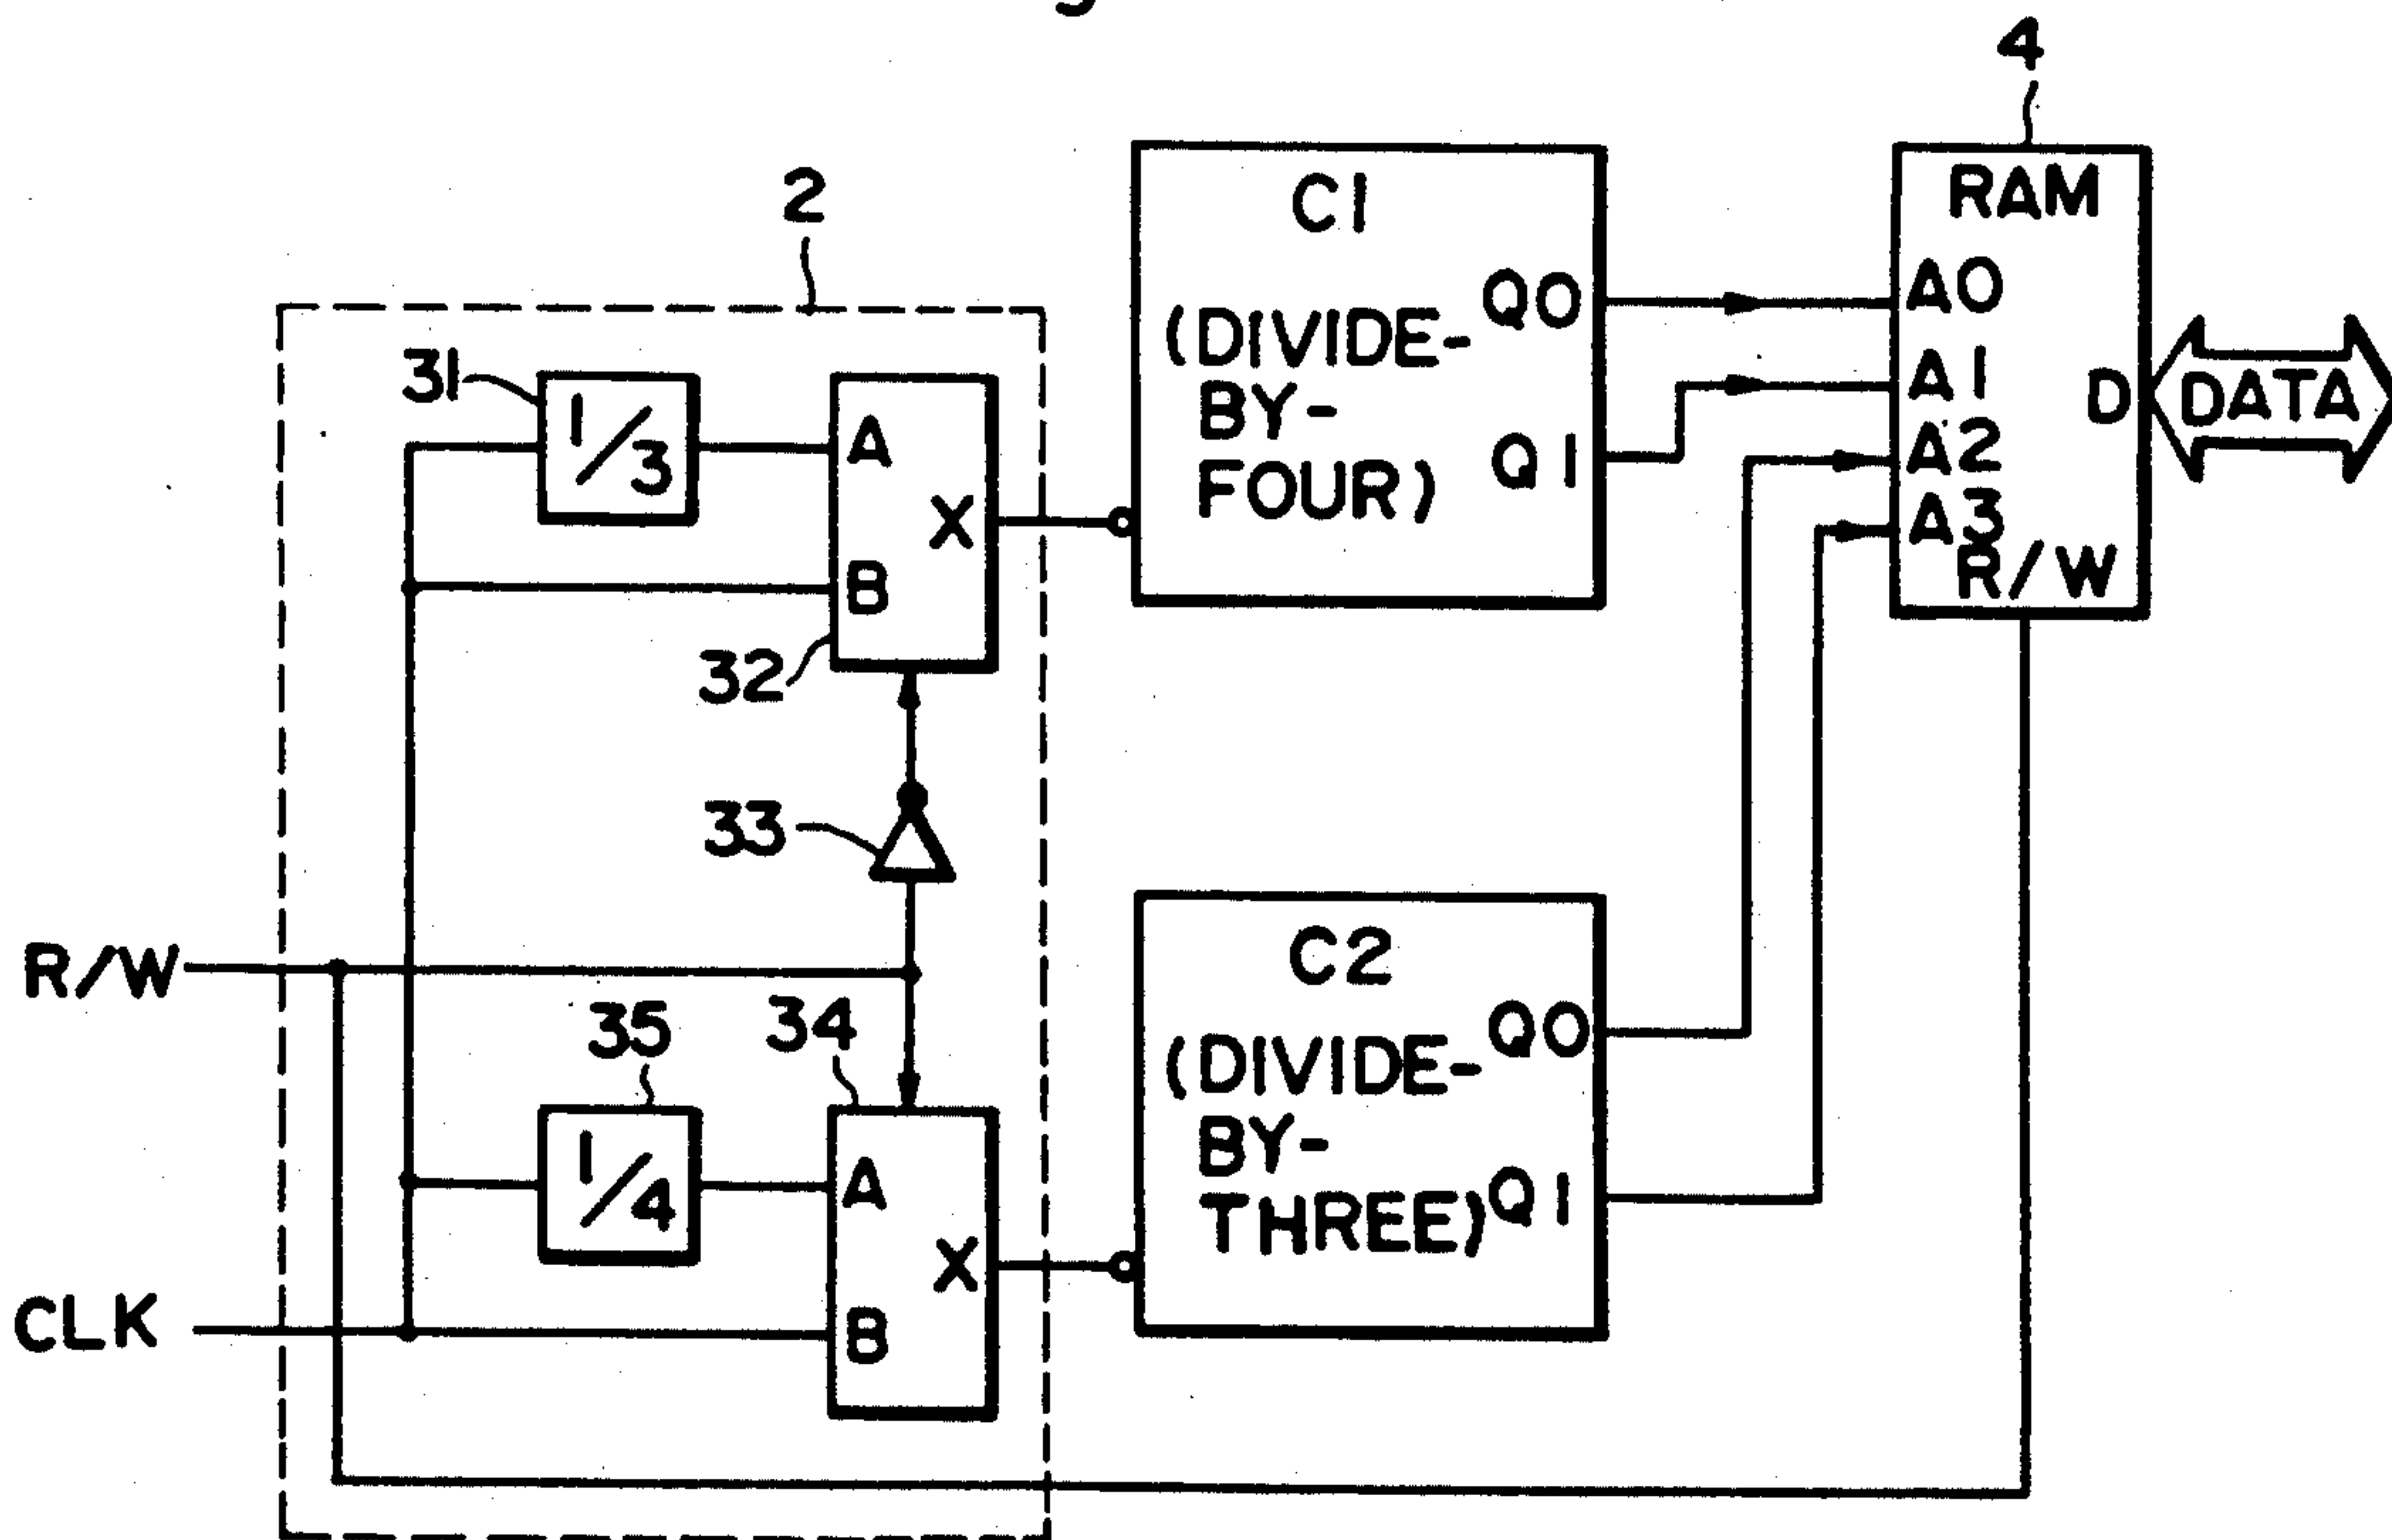 4
2
C1
RAM
Q0
A0
(DIVIDE-
BY-
FOUR)
Q1
A1
A2
A3
R/W
D
DATA
31
1/3
A
X
B
32
33
R/W
35
34
C2
Q0
(DIVIDE-
BY-
THREE)
Q1
1/4
A
X
B
CLK